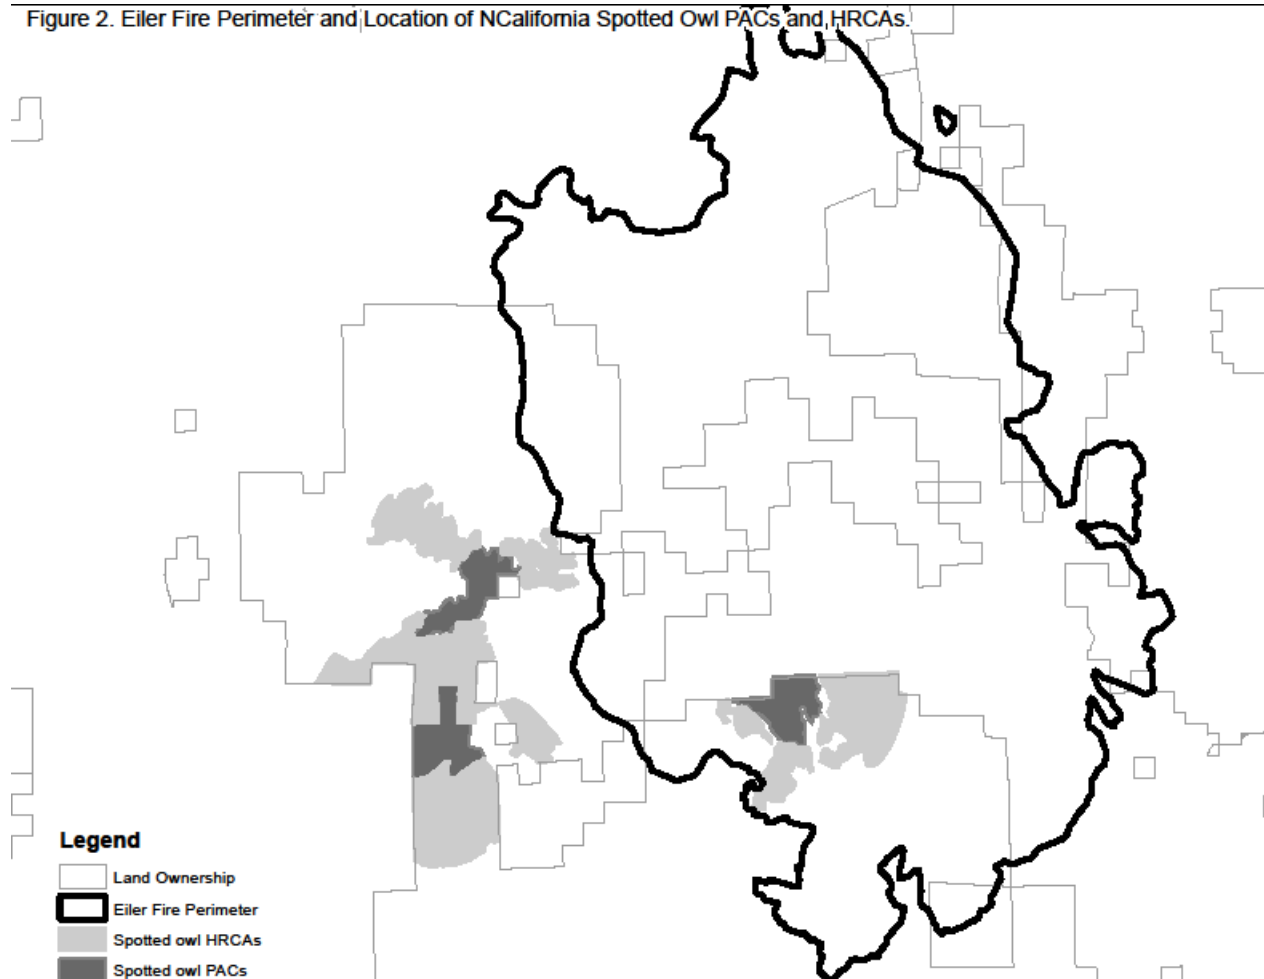 Figure 2. Eiler Fire Perimeter and Location of NCalifornia Spotted Owl PACs and HRCAs.
Legend
Land Ownership
Eiler Fire Perimeter
Spotted owl HRCAs
Spotted owl PACs